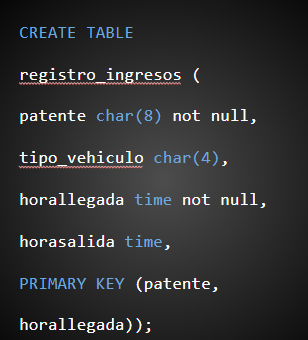 CREATE TABLE
registro_ingresos (
patente char(8) not null,
tipo_vehiculo char(4),
horallegada time not null,
horasalida time,
PRIMARY KEY (patente,
horallegada));